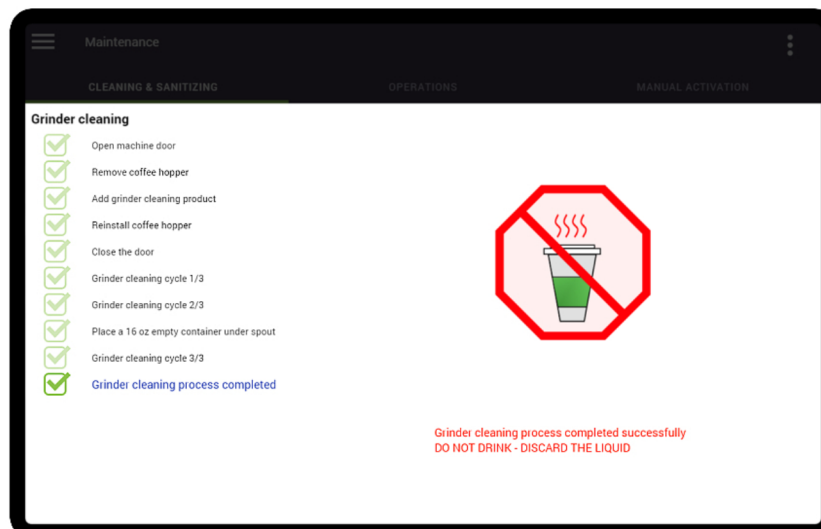 Maintenance
CLEANING & SANITIZING
OPERATIONS
MANUAL ACTIVATION
Grinder cleaning
Open machine door
Remove coffee hopper
Add grinder cleaning product
Reinstall coffee hopper
Close the door
Grinder cleaning cycle 1/3
Grinder cleaning cycle 2/3
Place a 16 oz empty container under spout
Grinder cleaning cycle 3/3
Grinder cleaning process completed
Grinder cleaning process completed successfully
DO NOT DRINK - DISCARD THE LIQUID